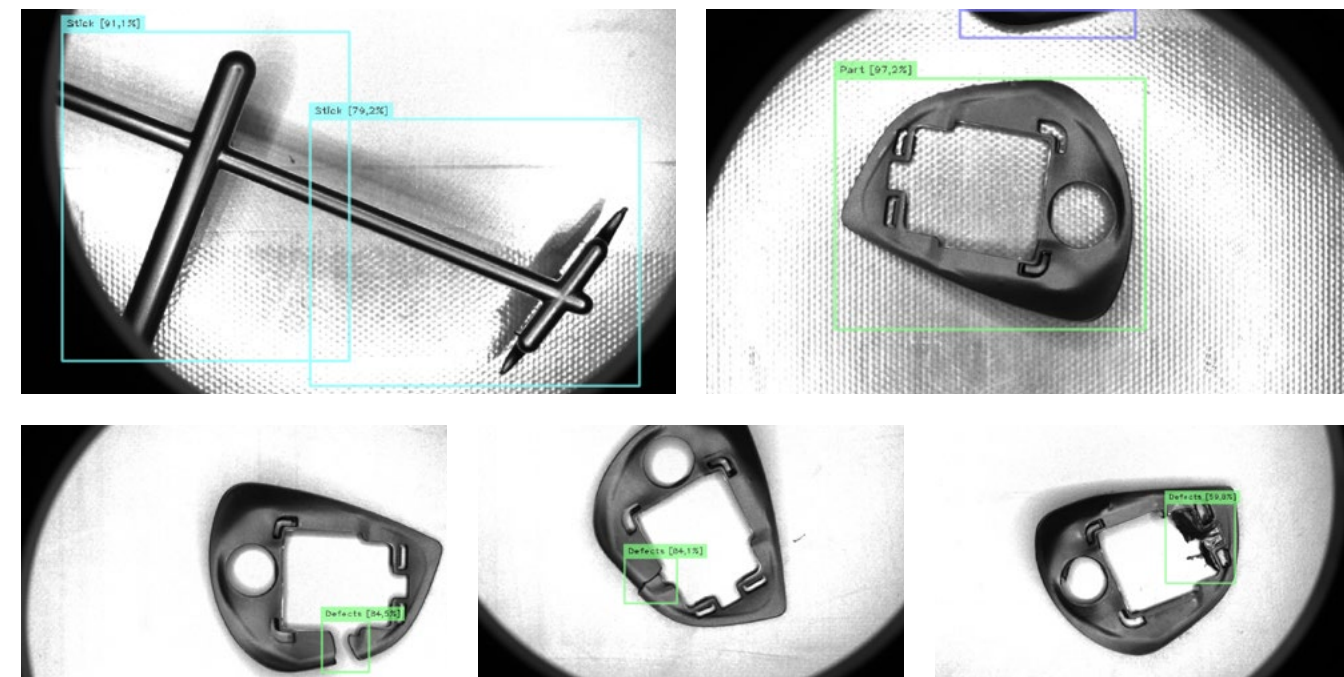 Stick [91,1%]
Stick [79,2%]
Part [97,2%]
Defects [84,5%]
Defects [84,1%]
Defects [59,8%]